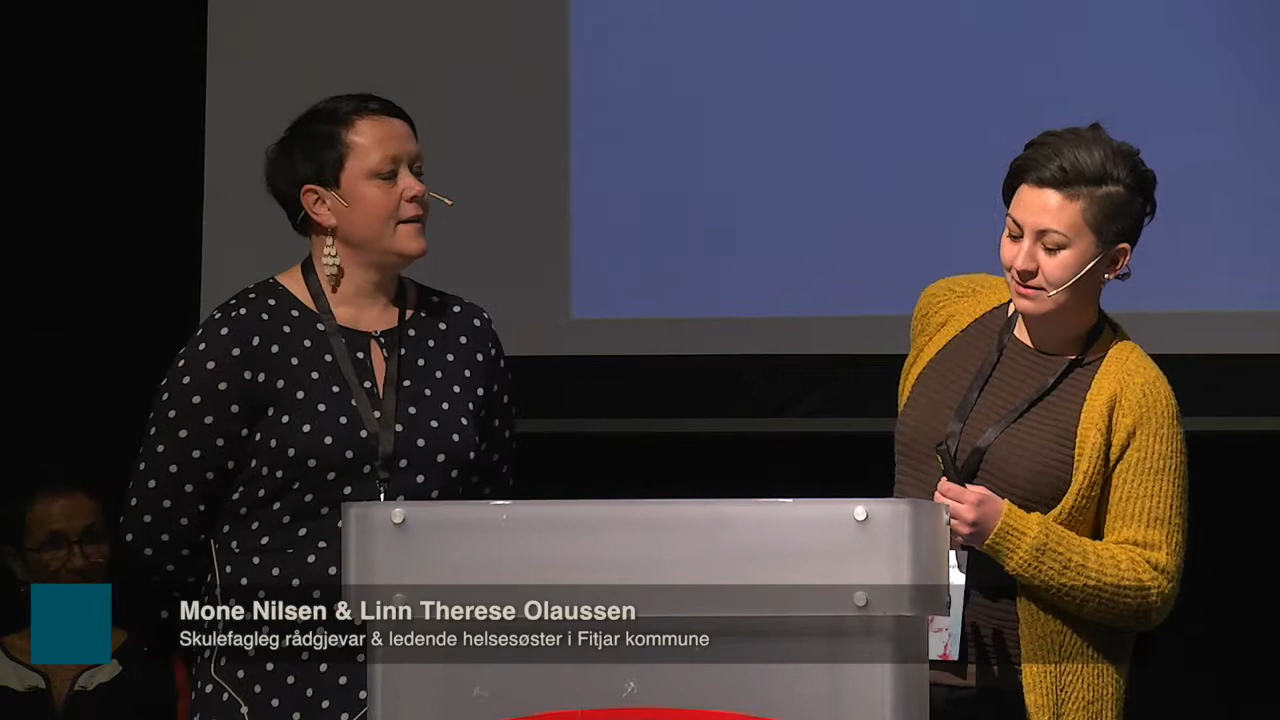 Mone Nilsen & Linn Therese Olaussen
Skulefagleg rådgjevar & ledende helsesøster i Fitjar kommune